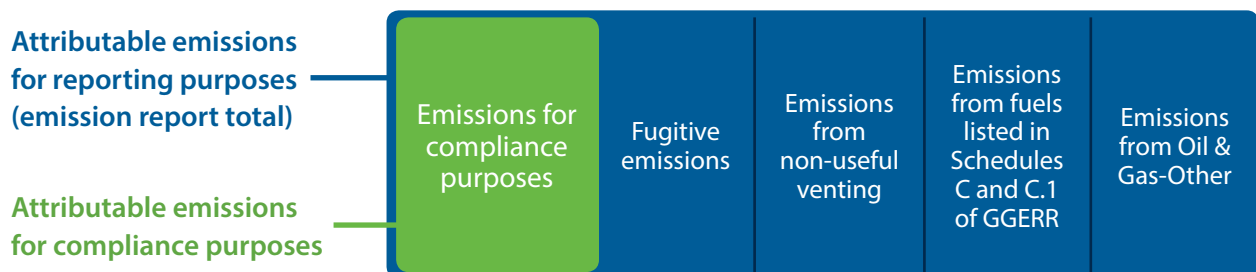 Attributable emissions
for reporting purposes
(emission report total)
Attributable emissions
for compliance purposes
Emissions for
compliance
purposes
Fugitive
emissions
Emissions
from
non-useful
venting
Emissions
from fuels
listed in
Schedules
C and C.1
of GGERR
Emissions
from Oil &
Gas-Other